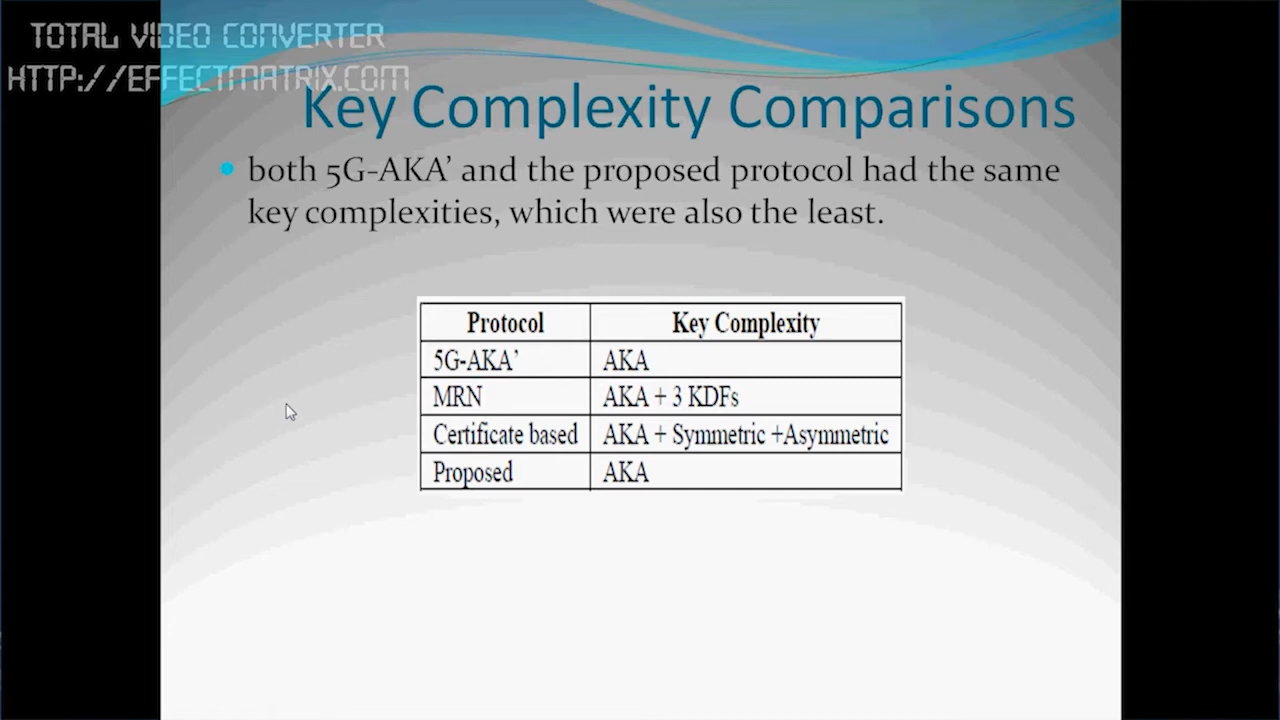 TOTAL VIDEO CONVERTER
HTTP://EFFECTMATRIX.COM
Key Complexity Comparisons
both 5G-AKA’ and the proposed protocol had the same
key complexities, which were also the least.
Protocol Key Complexity
5G-AKA’ AKA
MRN AKA + 3 KDFs
Certificate based AKA + Symmetric +Asymmetric
Proposed AKA